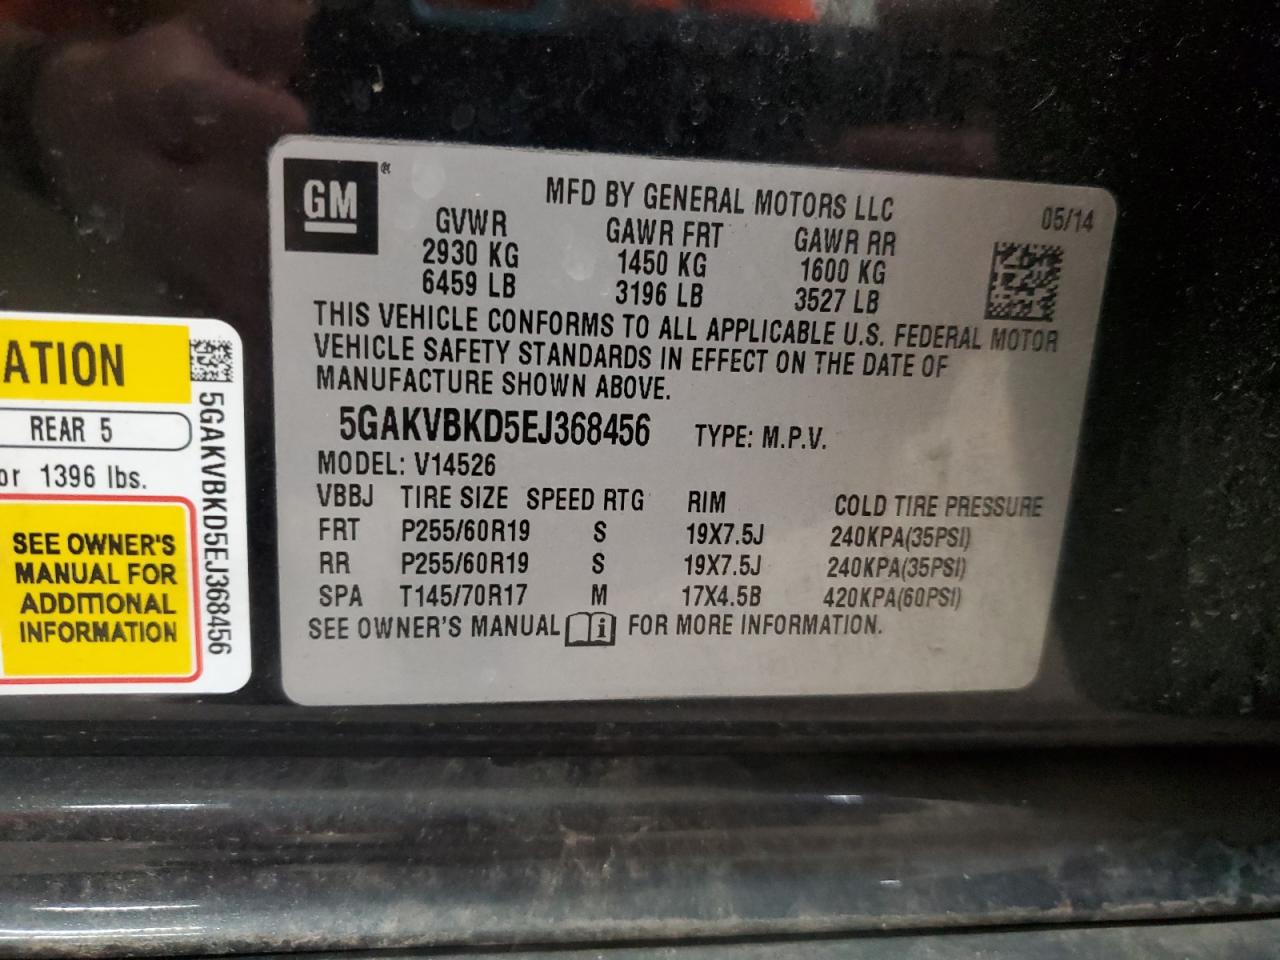 GM ®
MFD BY GENERAL MOTORS LLC
05/14
GVWR GAWR FRT GAWR RR
2930 KG 1450 KG 1600 KG
6459 LB 3196 LB 3527 LB
THIS VEHICLE CONFORMS TO ALL APPLICABLE U.S. FEDERAL MOTOR
VEHICLE SAFETY STANDARDS IN EFFECT ON THE DATE OF
MANUFACTURE SHOWN ABOVE.
5GAKVBKD5EJ368456 TYPE: M.P.V.
MODEL: V14526
VBBJ TIRE SIZE SPEED RTG RIM COLD TIRE PRESSURE
FRT P255/60R19 S 19X7.5J 240KPA(35PSI)
RR P255/60R19 S 19X7.5J 240KPA(35PSI)
SPA T145/70R17 M 17X4.5B 420KPA(60PSI)
SEE OWNER'S MANUAL i FOR MORE INFORMATION.
ATION
REAR 5
or 1396 lbs.
SEE OWNER'S
MANUAL FOR
ADDITIONAL
INFORMATION
5GAKVBKD5EJ368456